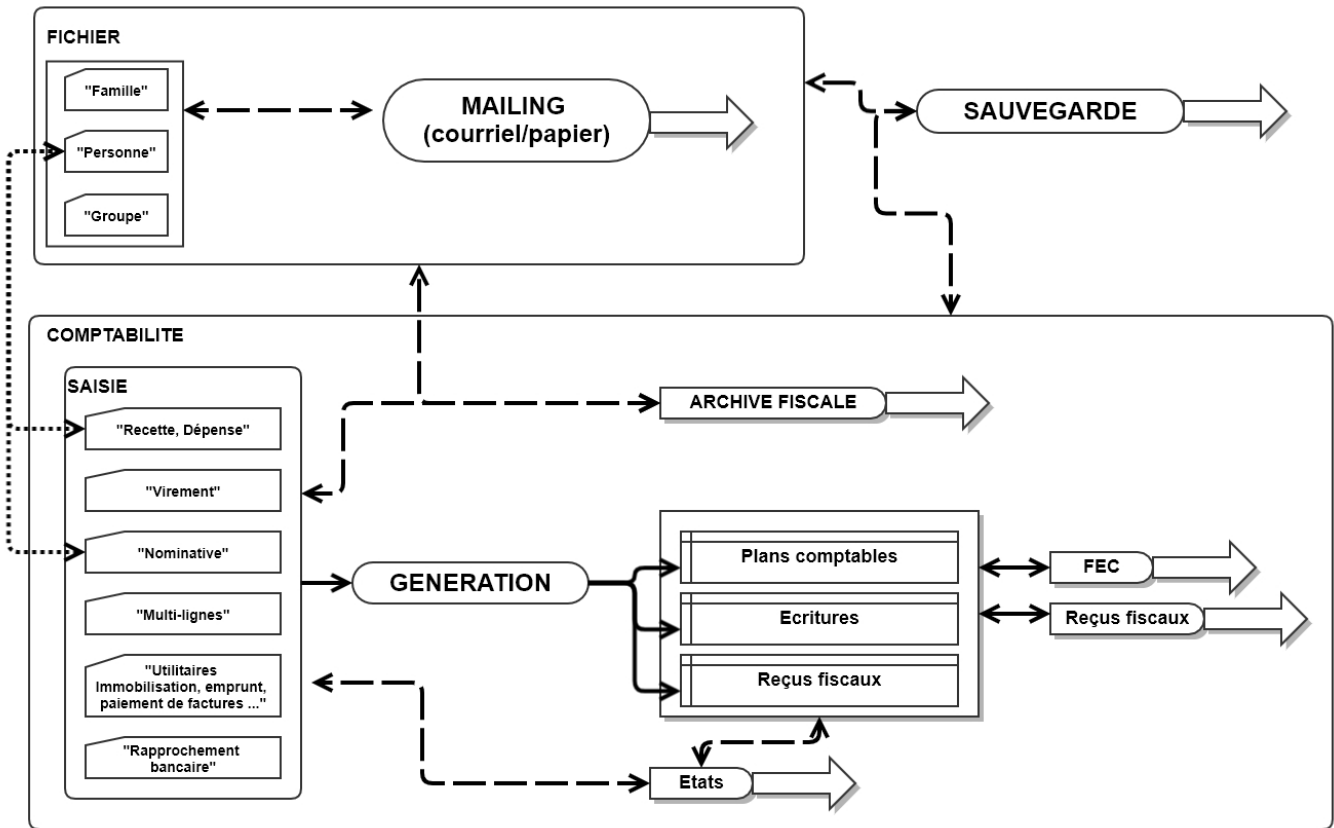 FICHIER
"Famille"
"Personne"
"Groupe"
MAILING
(courriel/papier)
SAUVEGARDE
COMPTABILITE
SAISIE
"Recette, Dépense"
"Virement"
"Nominative"
"Multi-lignes"
"Utilitaires
Immobilisation, emprunt,
paiement de factures ..."
"Rapprochement
bancaire"
ARCHIVE FISCALE
GENERATION
Plans comptables
Ecritures
Reçus fiscaux
FEC
Reçus fiscaux
Etats